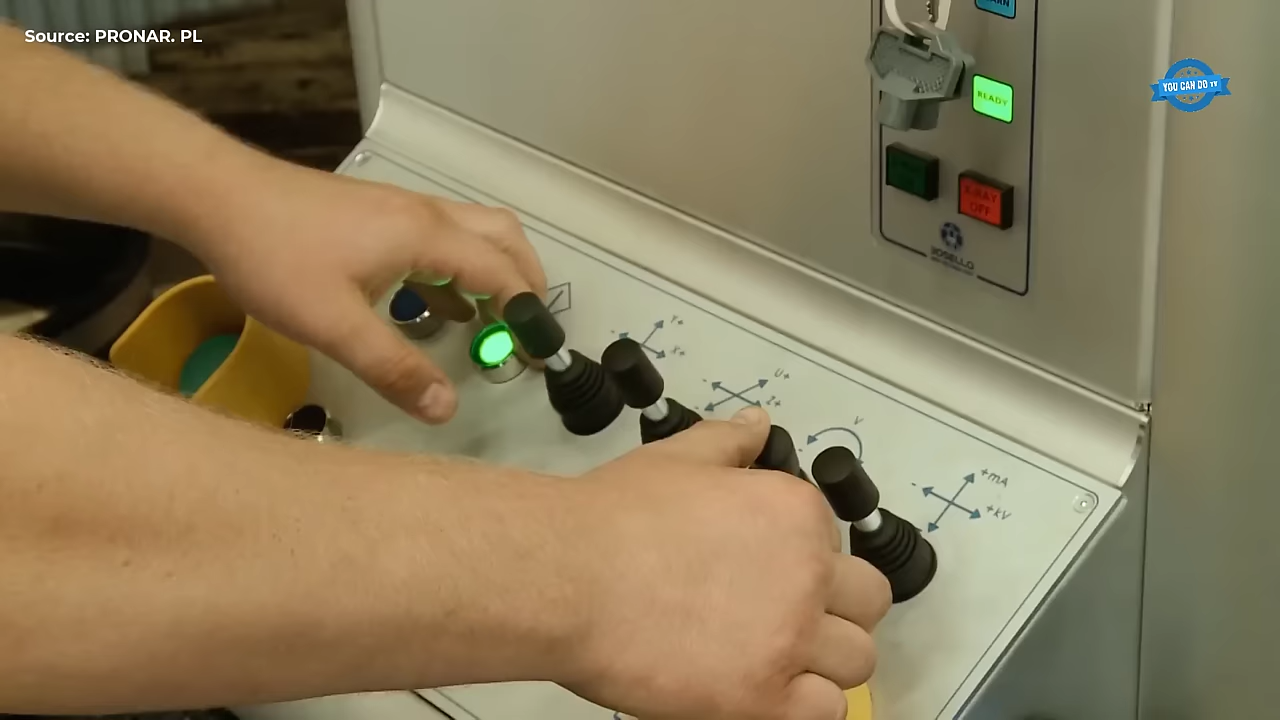 Source: PRONAR. PL
YOU CAN DO TV
READY
X-RAY
OFF
Y+
X+
U+
Z+
V
+mA
+kV